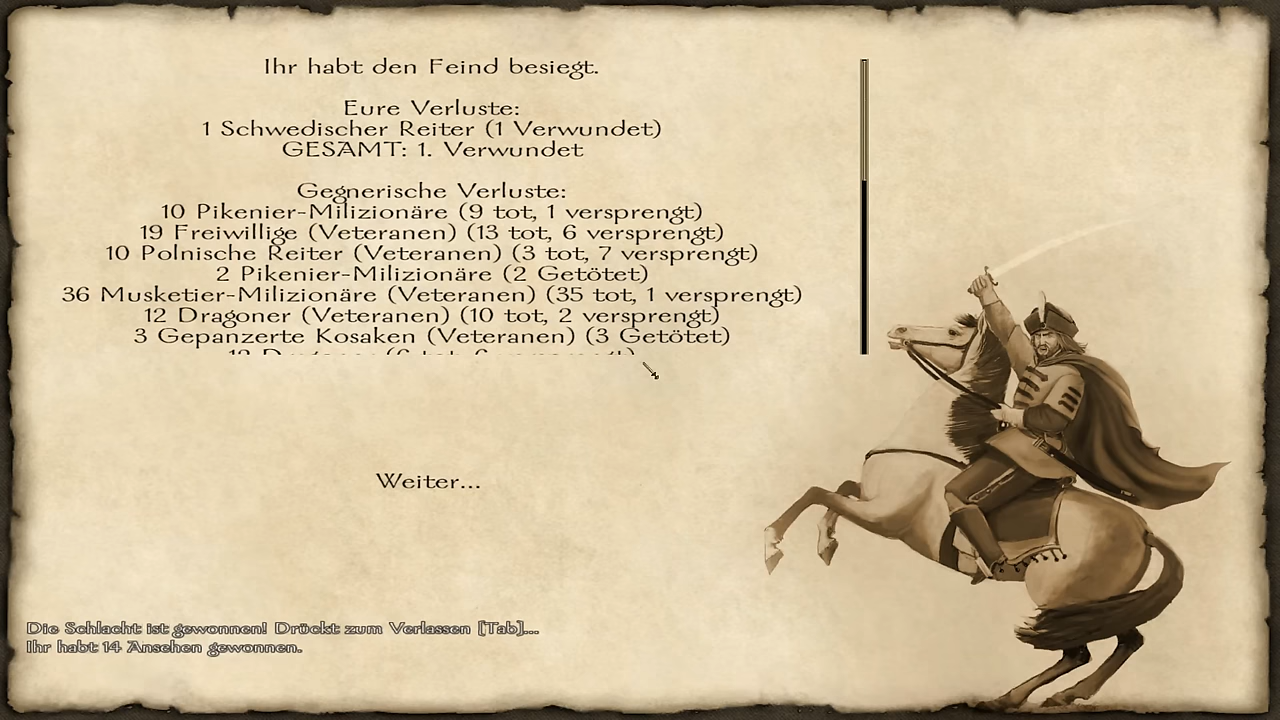 Ihr habt den Feind besiegt.
Eure Verluste:
1 Schwedischer Reiter (1 Verwundet)
GESAMT: 1. Verwundet
Gegnerische Verluste:
10 Pikenier-Milizionäre (9 tot, 1 versprengt)
19 Freiwillige (Veteranen) (13 tot, 6 versprengt)
10 Polnische Reiter (Veteranen) (3 tot, 7 versprengt)
2 Pikenier-Milizionäre (2 Getötet)
36 Musketier-Milizionäre (Veteranen) (35 tot, 1 versprengt)
12 Dragoner (Veteranen) (10 tot, 2 versprengt)
3 Gepanzerte Kosaken (Veteranen) (3 Getötet)
Weiter...
Die Schlacht ist gewonnen! Drückt zum Verlassen [Tab]...
Ihr habt 14 Ansehen gewonnen.